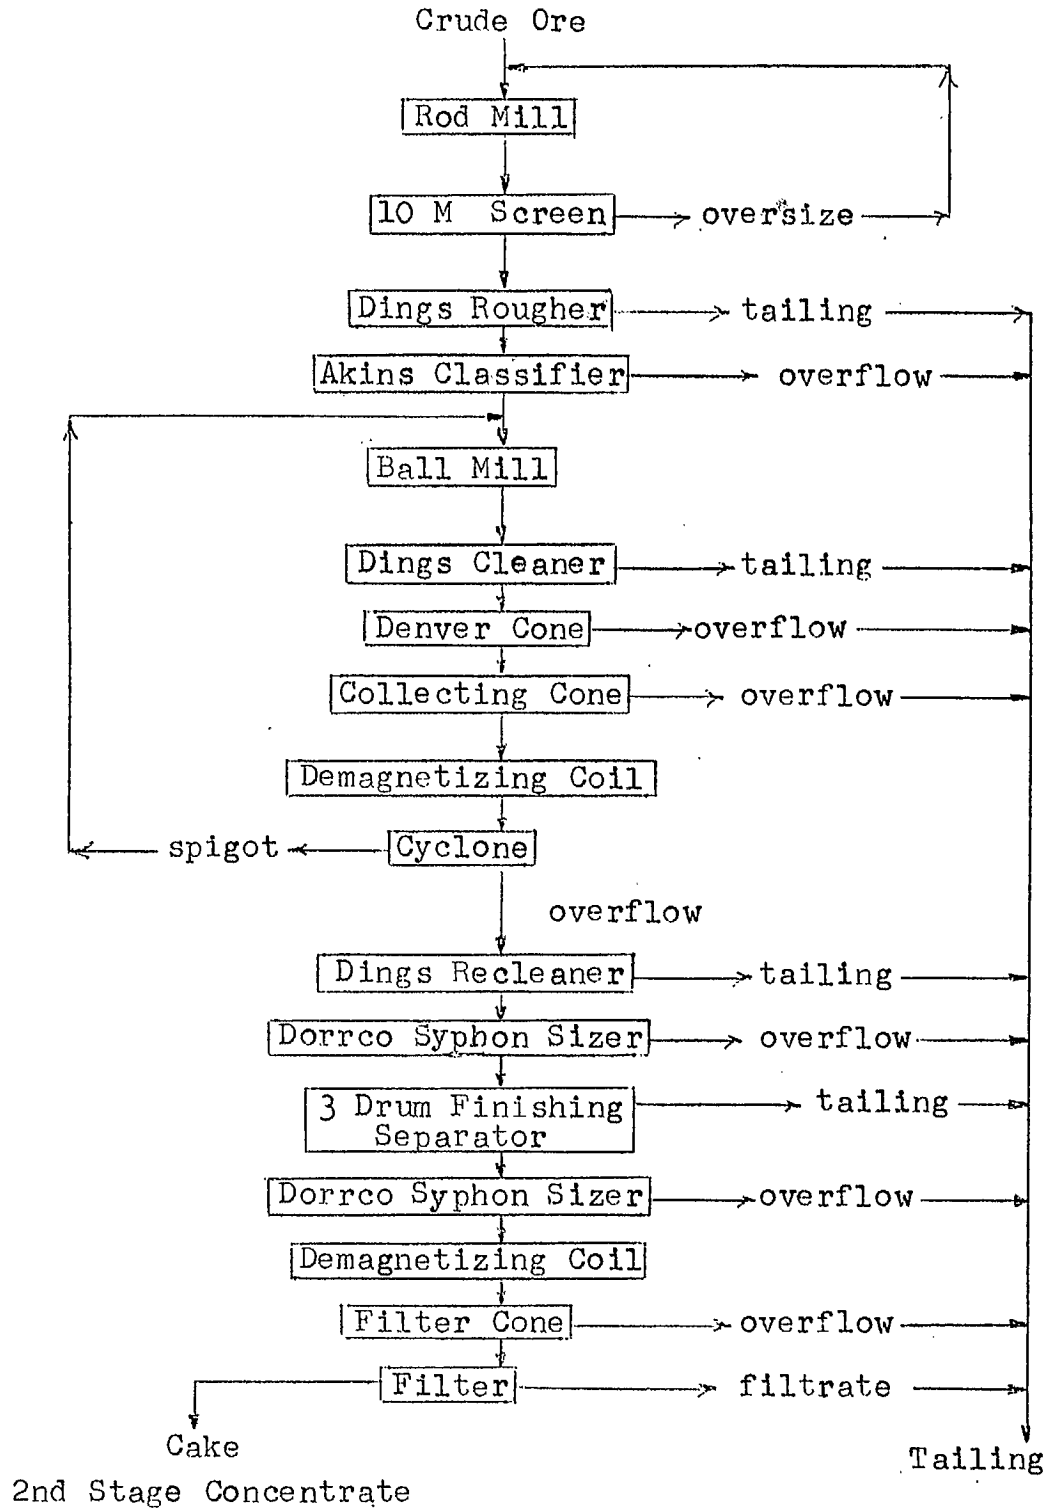 Crude Ore
Rod Mill
10 M Screen
oversize
Dings Rougher
tailing
Akins Classifier
overflow
Ball Mill
Dings Cleaner
tailing
Denver Cone
overflow
Collecting Cone
overflow
Demagnetizing Coil
spigot
Cyclone
overflow
Dings Recleaner
tailing
Dorrco Syphon Sizer
overflow
3 Drum Finishing
Separator
tailing
Dorrco Syphon Sizer
overflow
Demagnetizing Coil
Filter Cone
overflow
Filter
filtrate
Cake
Tailing
2nd Stage Concentrate